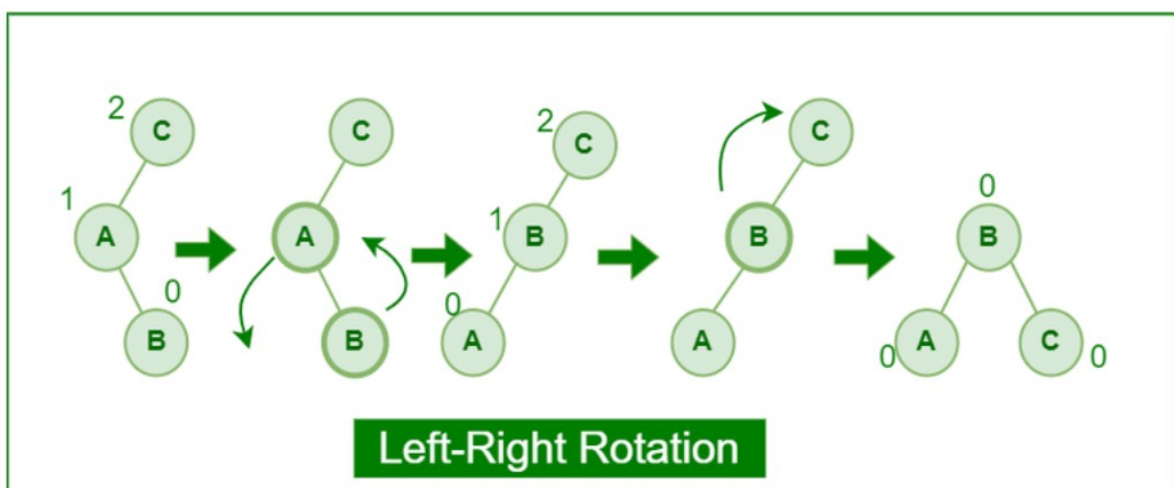 2 C C 2 C C 0
1 A A 1 B B B
0 B B 0 A A 0 A C 0
Left-Right Rotation